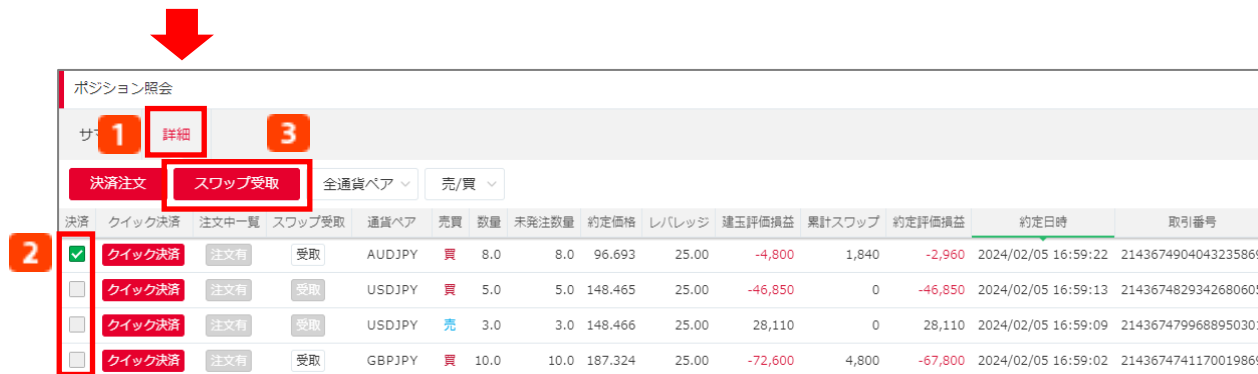 ポジション照会
サマ 1 詳細 3
決済注文 スワップ受取 全通貨ペア 売/買
決済 クイック決済 注文中一覧 スワップ受取 通貨ペア 売買 数量 未発注数量 約定価格 レバレッジ 建玉評価損益 累計スワップ 約定評価損益 約定日時 取引番号
2 クイック決済 注文有 受取 AUDJPY 買 8.0 8.0 96.693 25.00 -4,800 1,840 -2,960 2024/02/05 16:59:22 2143674904043235869
クイック決済 注文有 受取 USDJPY 買 5.0 5.0 148.465 25.00 -46,850 0 -46,850 2024/02/05 16:59:13 2143674829342680605
クイック決済 注文有 受取 USDJPY 売 3.0 3.0 148.466 25.00 28,110 0 28,110 2024/02/05 16:59:09 214367479968895030
クイック決済 注文有 受取 GBPJPY 買 10.0 10.0 187.324 25.00 -72,600 4,800 -67,800 2024/02/05 16:59:02 2143674741170019869